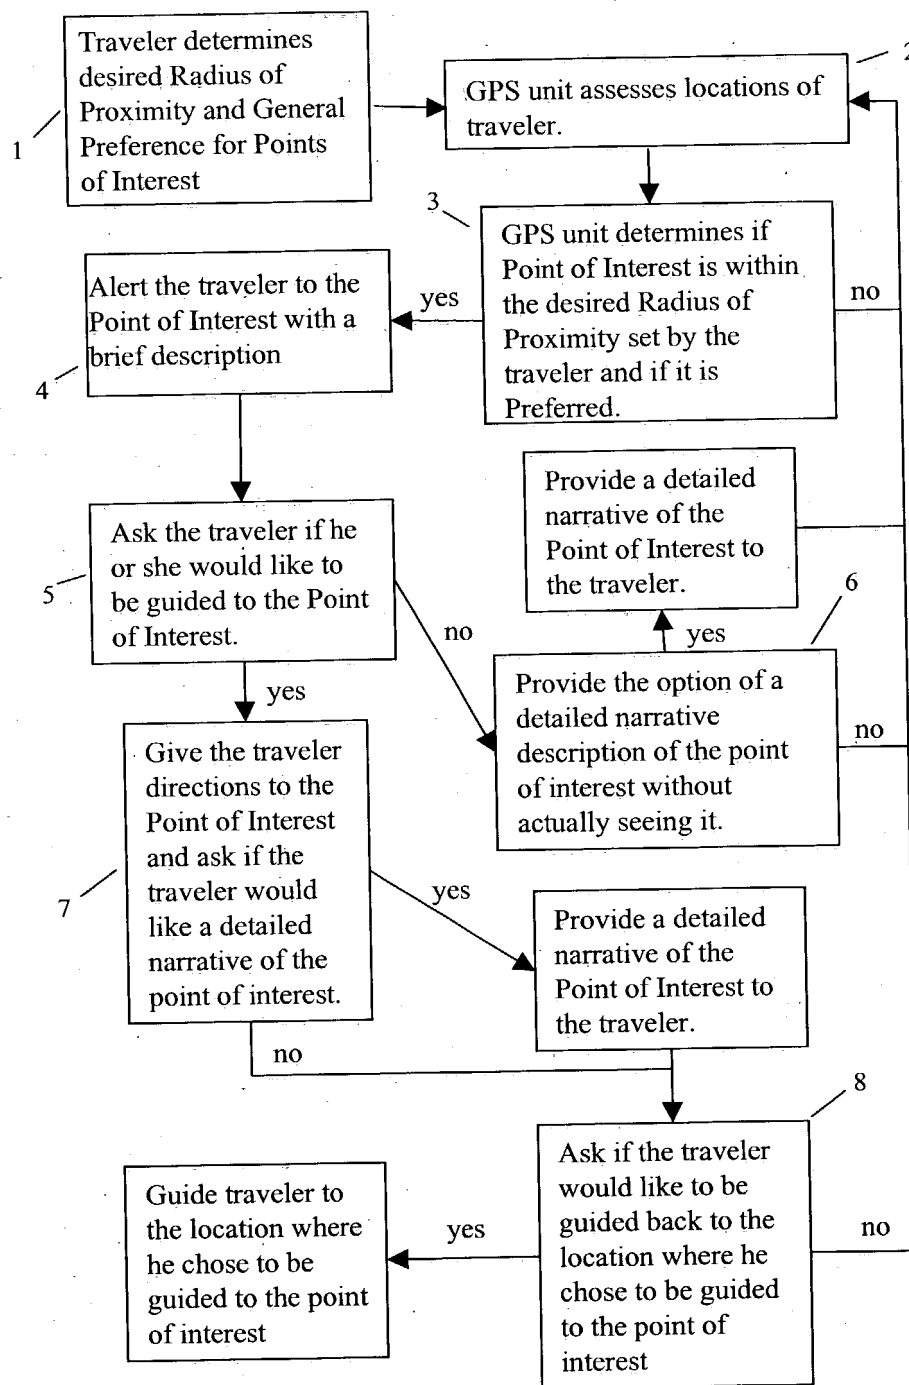 Traveler determines
desired Radius of
Proximity and General
Preference for Points
of Interest
1
GPS unit assesses locations of
traveler.
2
3
GPS unit determines if
Point of Interest is within
the desired Radius of
Proximity set by the
traveler and if it is
Preferred.
no
yes
Alert the traveler to the
Point of Interest with a
brief description
4
Provide a detailed
narrative of the
Point of Interest to
the traveler.
Ask the traveler if he
or she would like to
be guided to the Point
of Interest.
5
no
yes
6
yes
Provide the option of a
detailed narrative
description of the point
of interest without
actually seeing it.
no
Give the traveler
directions to the
Point of Interest
and ask if the
traveler would
like a detailed
narrative of the
point of interest.
7
yes
no
Provide a detailed
narrative of the
Point of Interest to
the traveler.
8
Ask if the traveler
would like to be
guided back to the
location where he
chose to be guided
to the point of
interest
no
yes
Guide traveler to
the location where
he chose to be
guided to the point
of interest